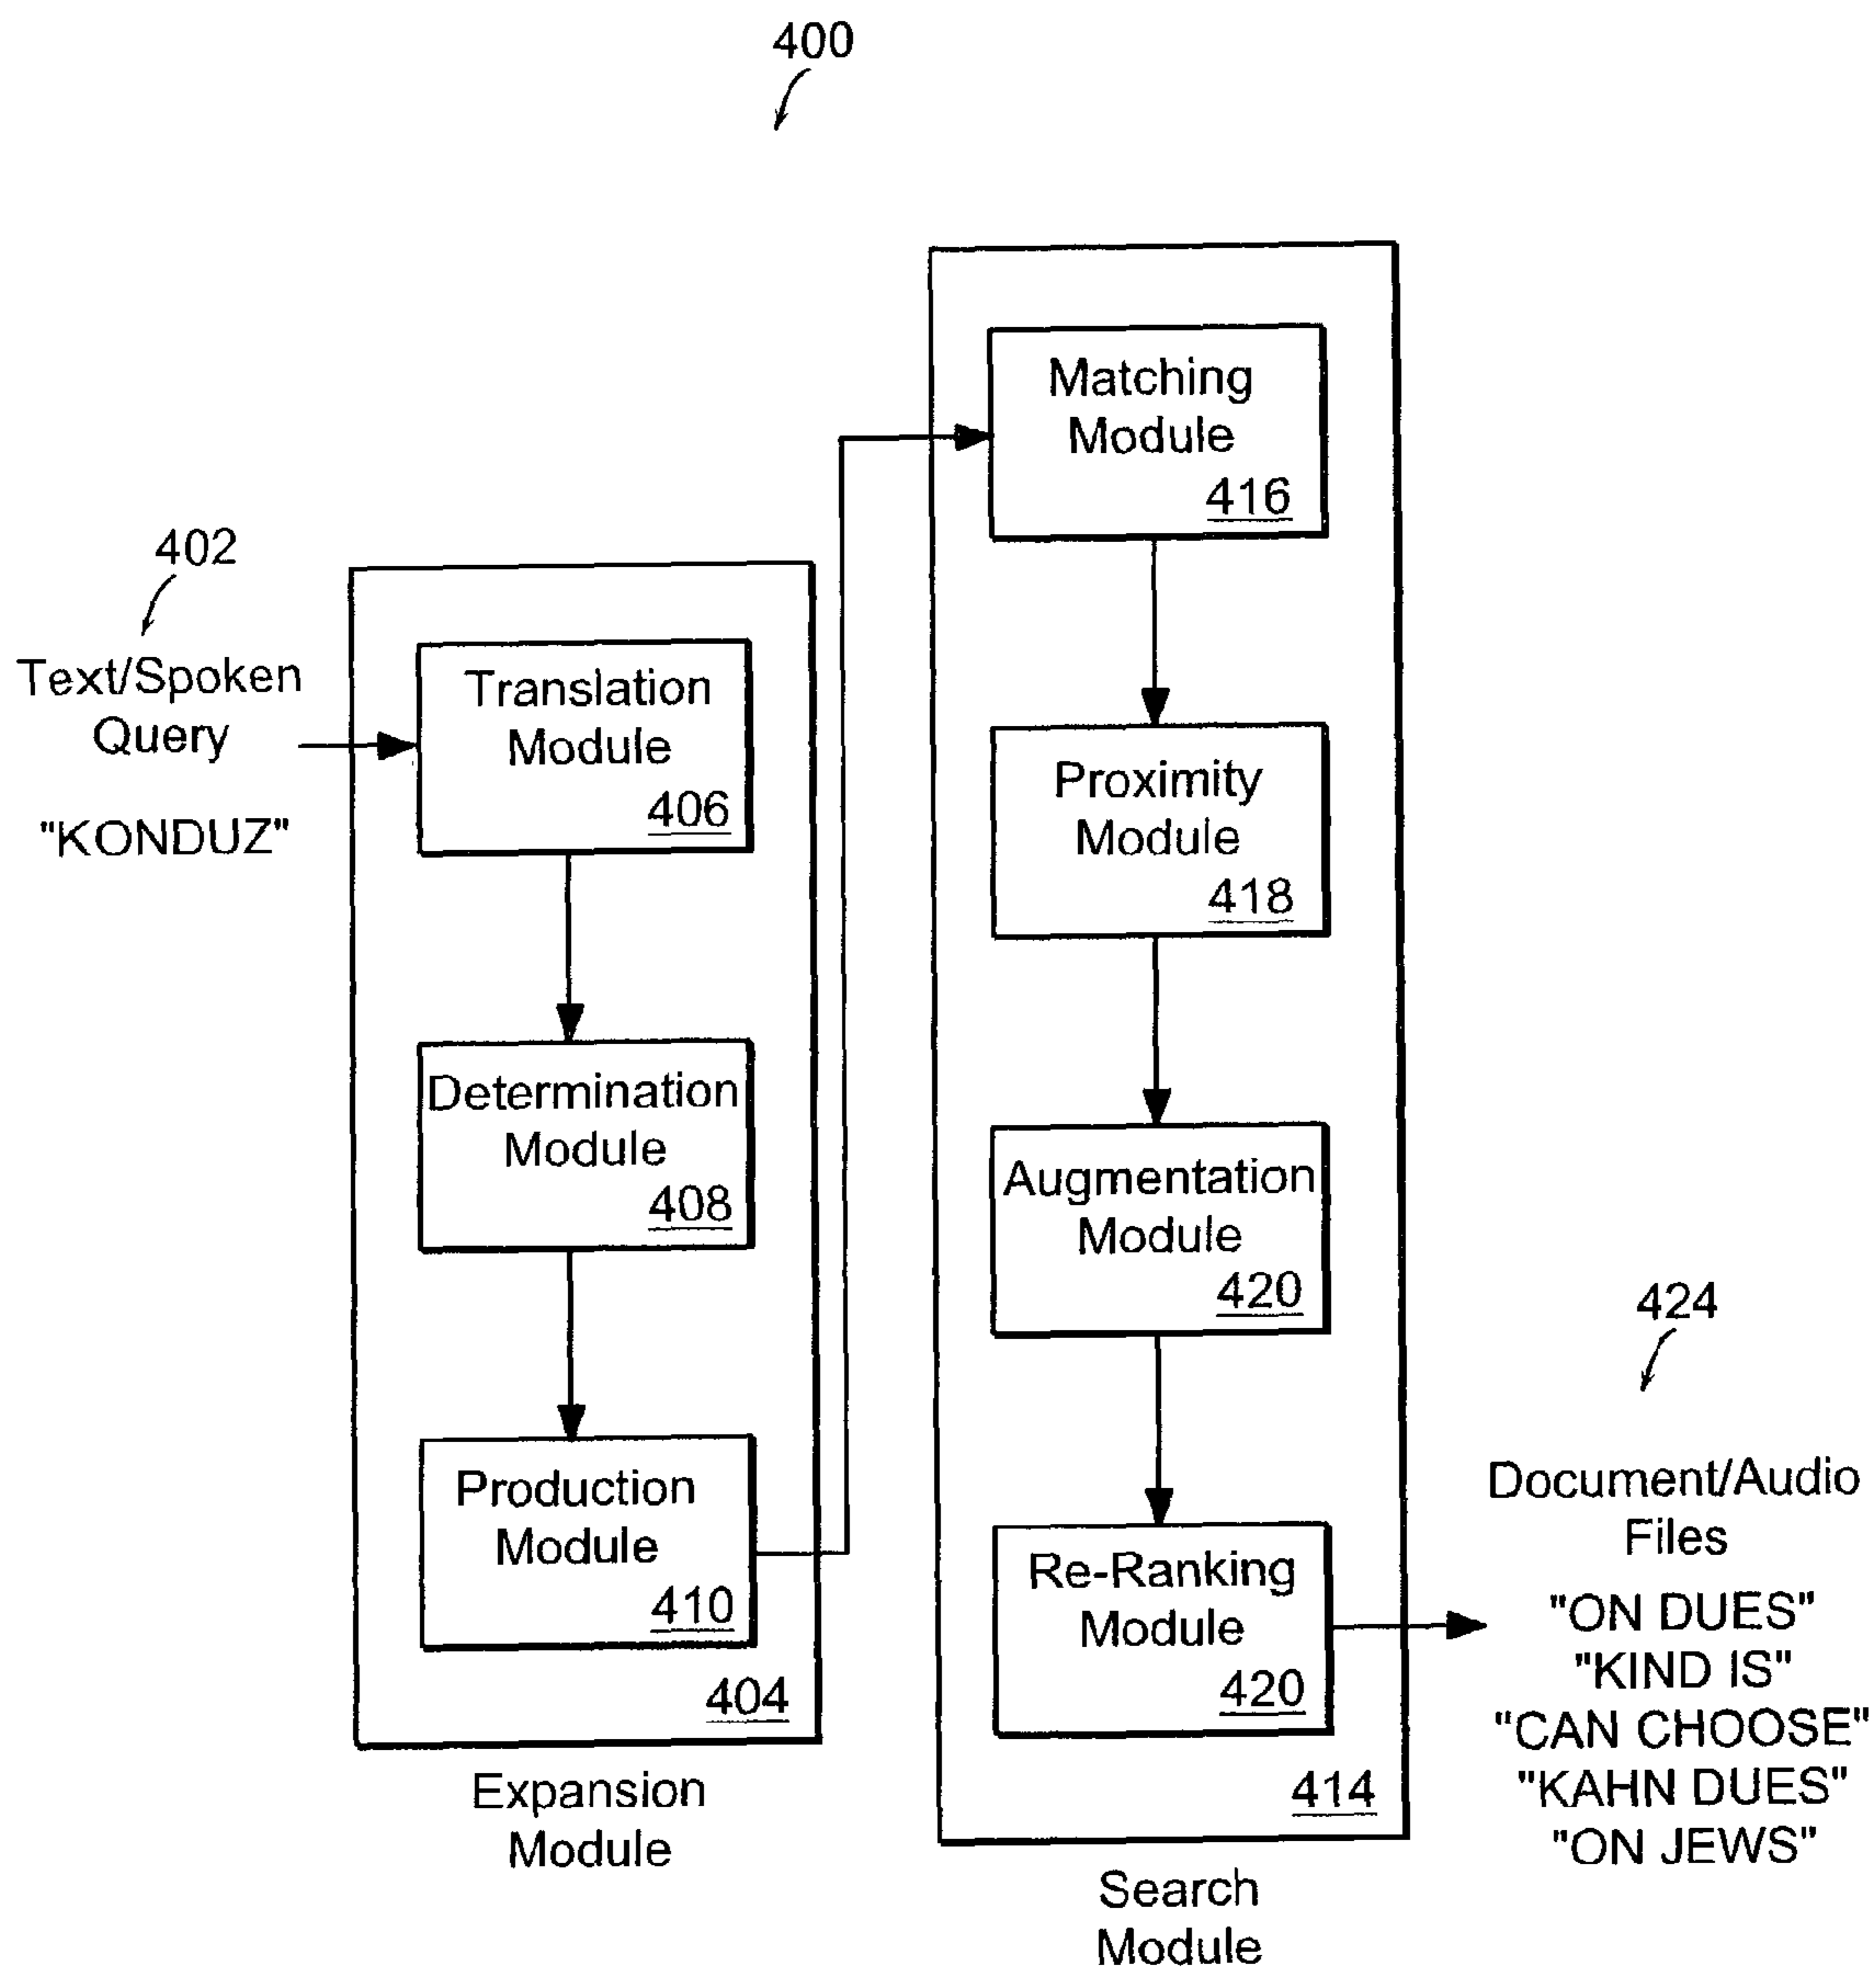 400
402
Text/Spoken
Query
"KONDUZ"
Translation
Module
406
Determination
Module
408
Production
Module
410
404
Expansion
Module
Matching
Module
416
Proximity
Module
418
Augmentation
Module
420
Re-Ranking
Module
420
414
Search
Module
424
Document/Audio
Files
"ON DUES"
"KIND IS"
"CAN CHOOSE"
"KAHN DUES"
"ON JEWS"